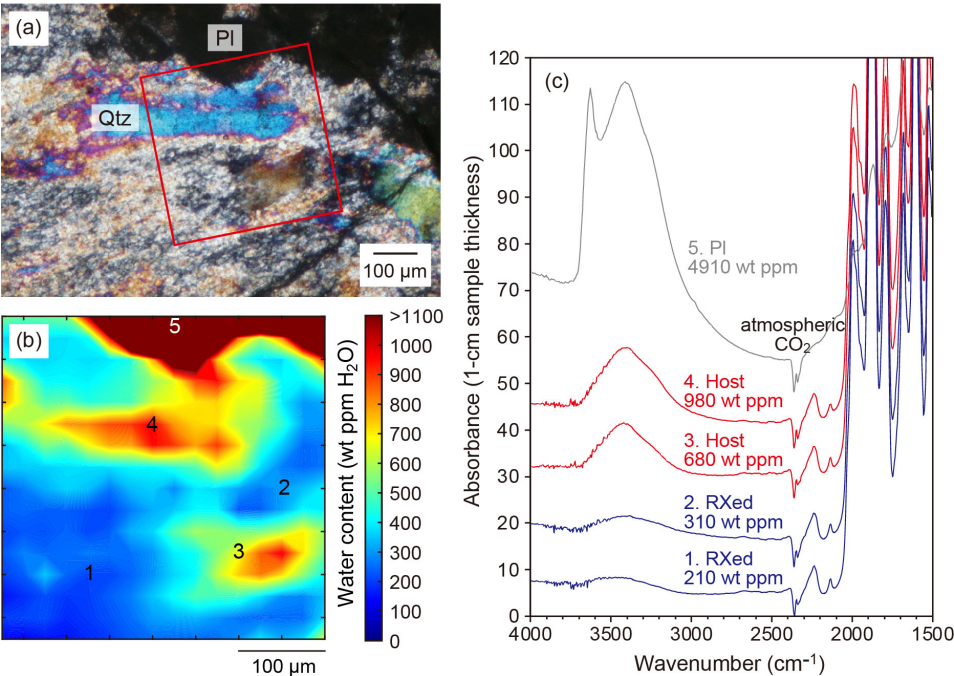 (a)
Pl
Qtz
100 µm
(b)
5
4
2
3
1
100 µm
>1100
1000
900
800
700
600
500
400
300
200
100
0
Water content (wt ppm H2O)
(c)
120
110
100
90
80
70
60
50
40
30
20
10
0
Absorbance (1-cm sample thickness)
5. Pl
4910 wt ppm
atmospheric
CO2
4. Host
980 wt ppm
3. Host
680 wt ppm
2. RXed
310 wt ppm
1. RXed
210 wt ppm
4000 3500 3000 2500 2000 1500
Wavenumber (cm-1)